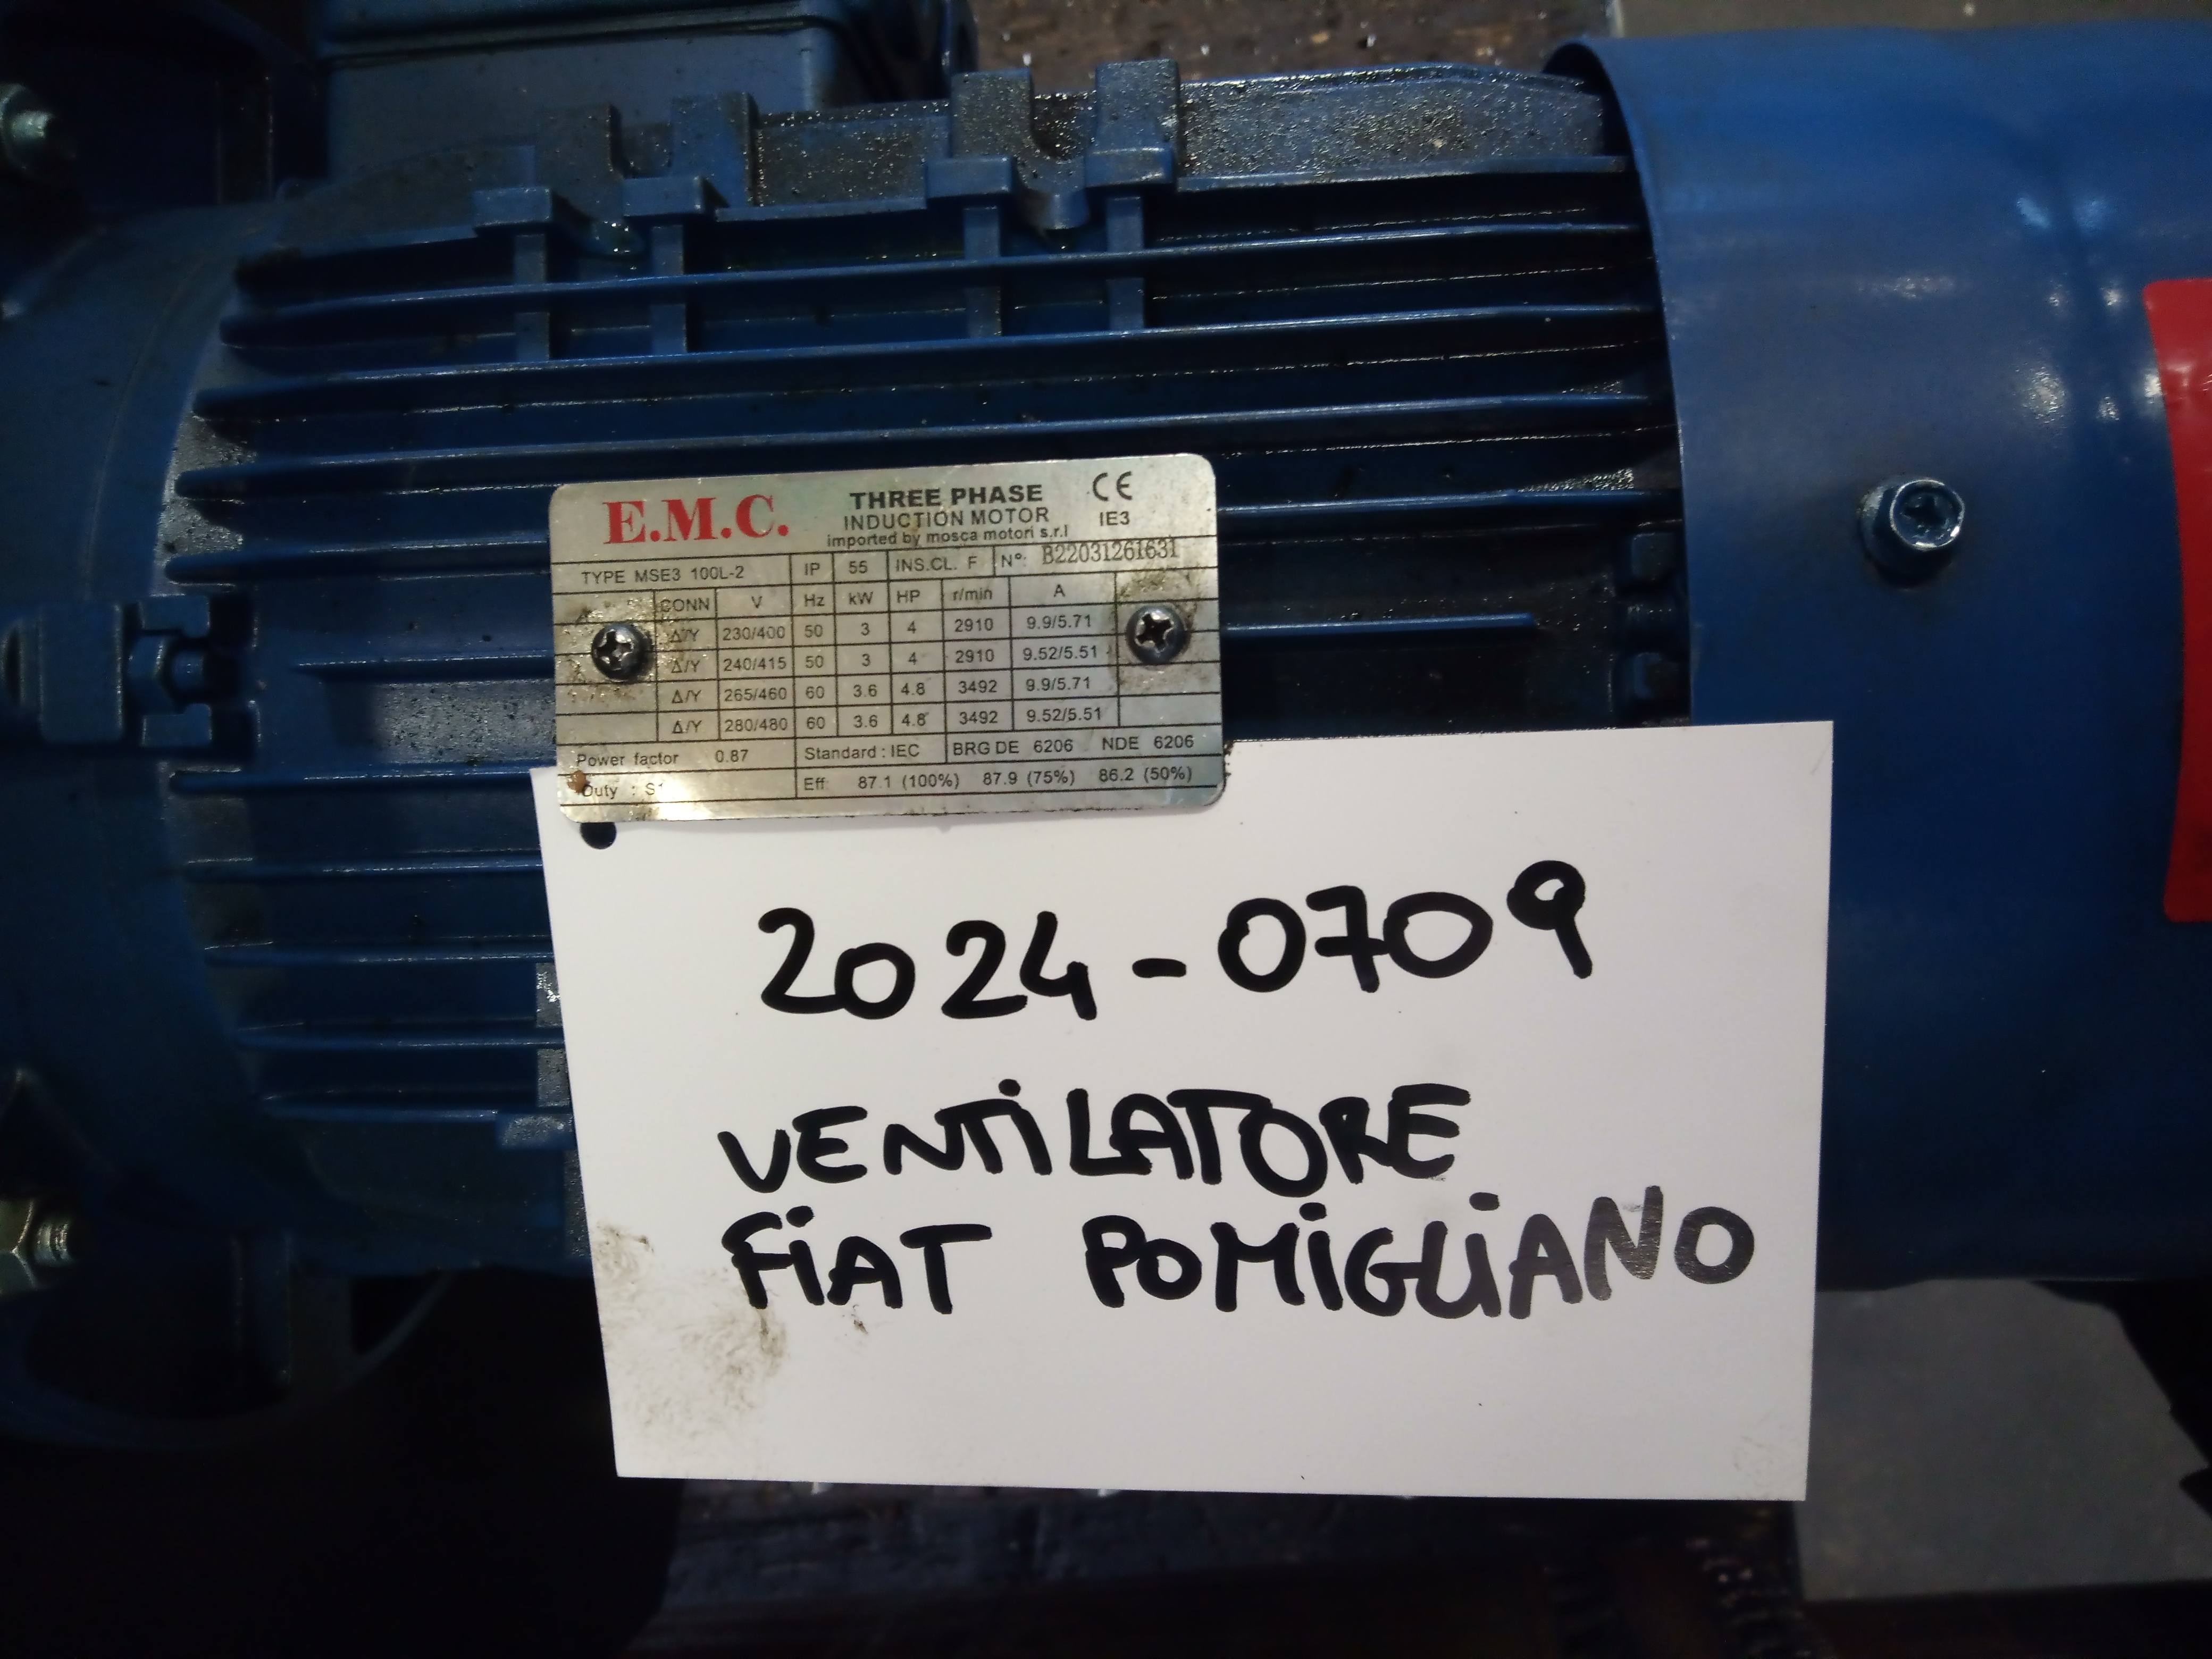 E.M.C. THREE PHASE CE
INDUCTION MOTOR IE3
imported by mosca motori s.r.l
TYPE MSE3 100L-2 IP 55 INS.CL. F Nº: B22031261631
CONN V Hz kW HP r/min A
Δ/Y 230/400 50 3 4 2910 9.9/5.71
Δ/Y 240/415 50 3 4 2910 9.52/5.51
Δ/Y 265/460 60 3.6 4.8 3492 9.9/5.71
Δ/Y 280/480 60 3.6 4.8 3492 9.52/5.51
Power factor 0.87 Standard : IEC BRG DE 6206 NDE 6206
Duty : S1 Eff: 87.1 (100%) 87.9 (75%) 86.2 (50%)
2024-0709
VENTiLATORE
FiAT POMiGLiANO